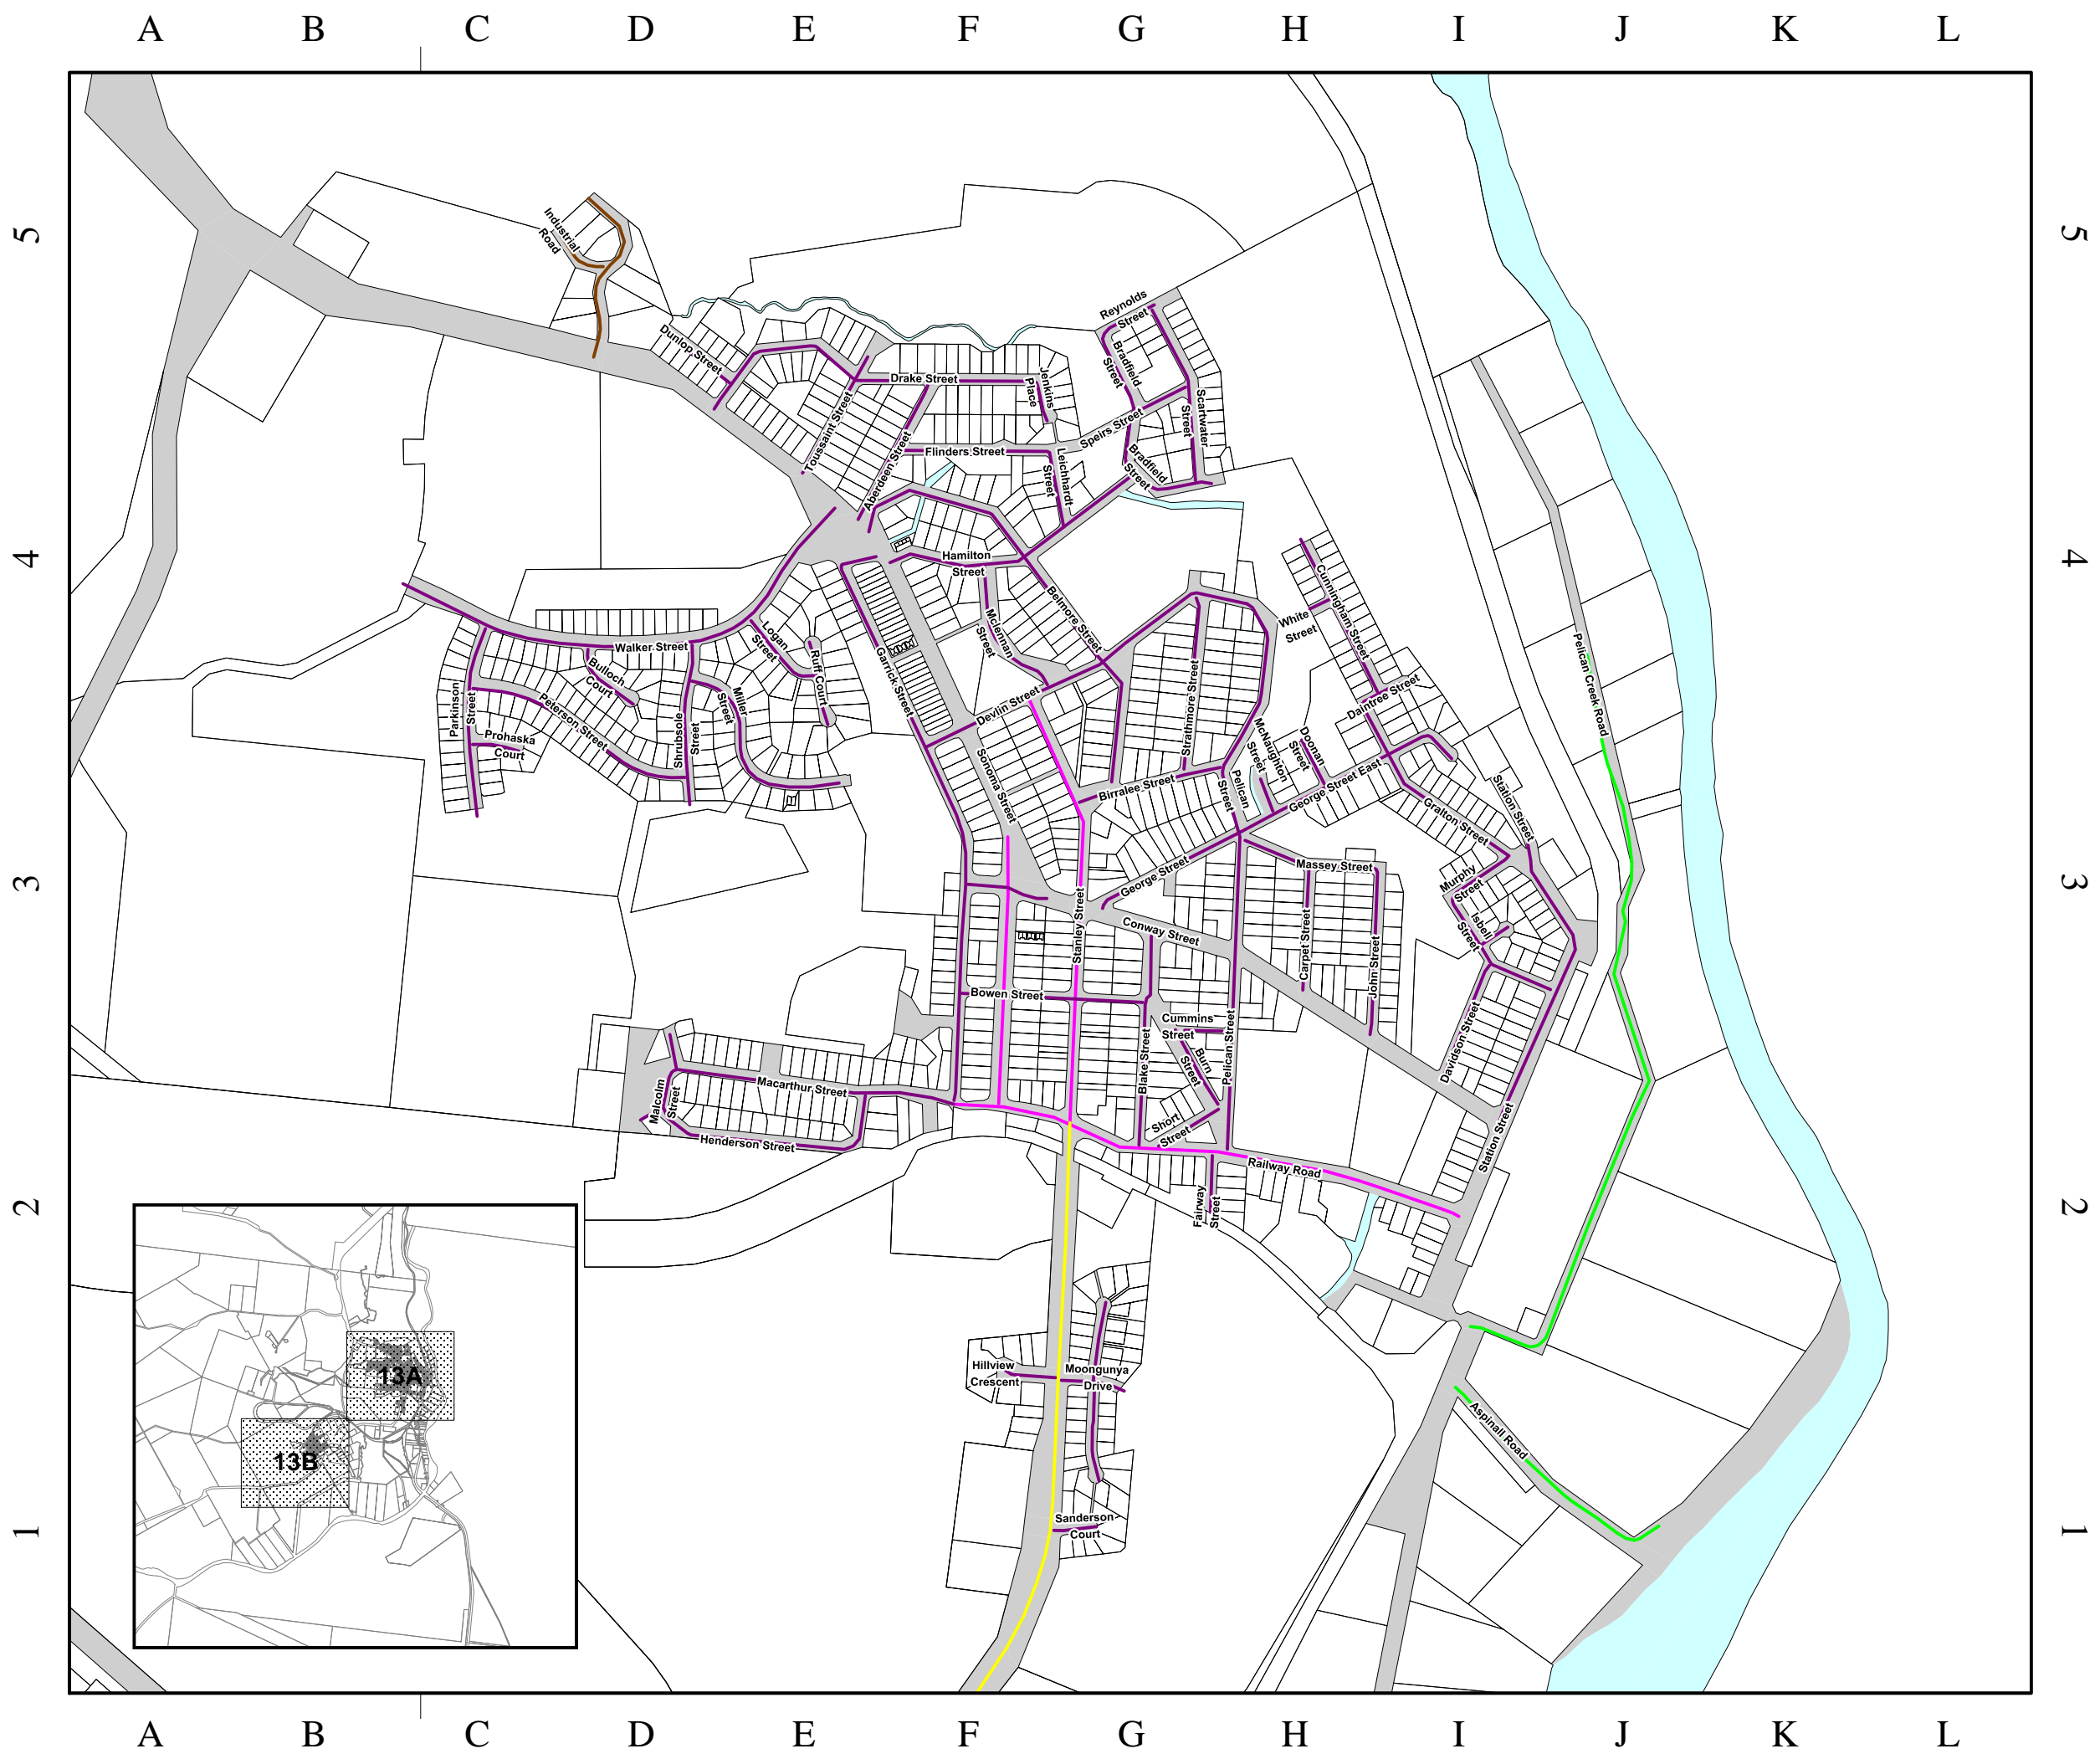 A B C D E F G H I J K L
5 5
Industrial
Road
Reynolds
Street
Dunlop Street
Bradfield
Street
Drake Street
Jenkins
Place
Scartwater
Street
Toussaint Street
Speirs Street
Aberdeen Street
Flinders Street
Leichhardt
Street
Bradfield
Street
4 4
Hamilton
Street
Cunningham Street
Belmore Street
White
Street
Mclennan
Street
Logan
Street
Walker Street
Ruff Court
Garrick Street
Pelican Creek Road
Bulloch
Court
Parkinson
Street
Peterson Street
Miller
Street
Shrubsole
Street
Devlin Street
Strathmore Street
Daintree Street
Prohaska
Court
McNaughton
Street
Doonan
Street
Sonoma Street
Birralee Street
Pelican
Street
George Street East
Station Street
Gralton Street
3 3
George Street
Massey Street
Murphy
Street
Isbell
Street
Stanley Street
Conway Street
Carpet Street
John Street
Bowen Street
Cummins
Street
Burn
Street
Blake Street
Pelican Street
Davidson Street
Macarthur Street
Malcolm
Street
Henderson Street
Short
Street
Station Street
Railway Road
Fairway
Street
2 2
Hillview
Crescent
Moongunya
Drive
13A
Aspinall Road
13B
Sanderson
Court
1 1
A B C D E F G H I J K L